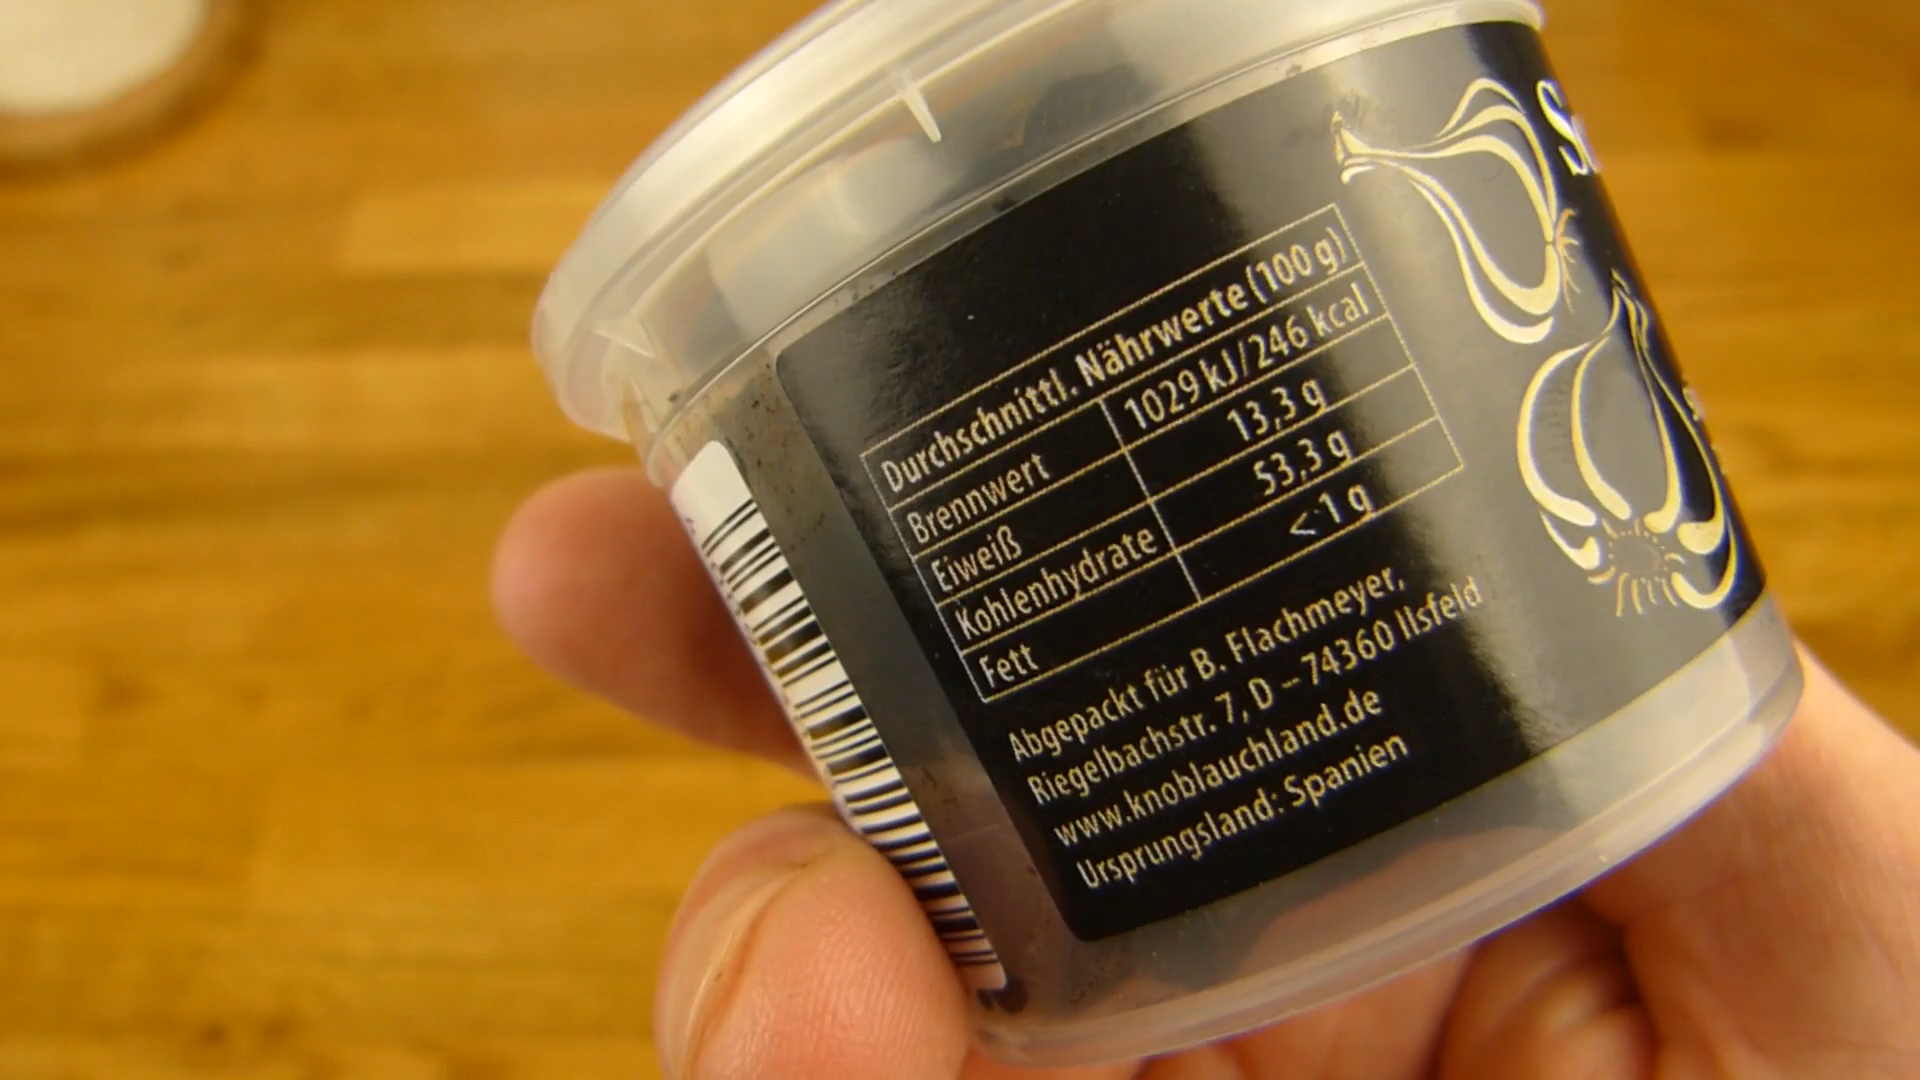 Durchschnittl. Nährwerte (100 g)
Brennwert 1029 kJ/246 kcal
Eiweiß 13,3 g
Kohlenhydrate 53,3 g
Fett < 1 g
Abgepackt für B. Flachmeyer,
Riegelbachstr. 7, D – 74360 Ilsfeld
www.knoblauchland.de
Ursprungsland: Spanien